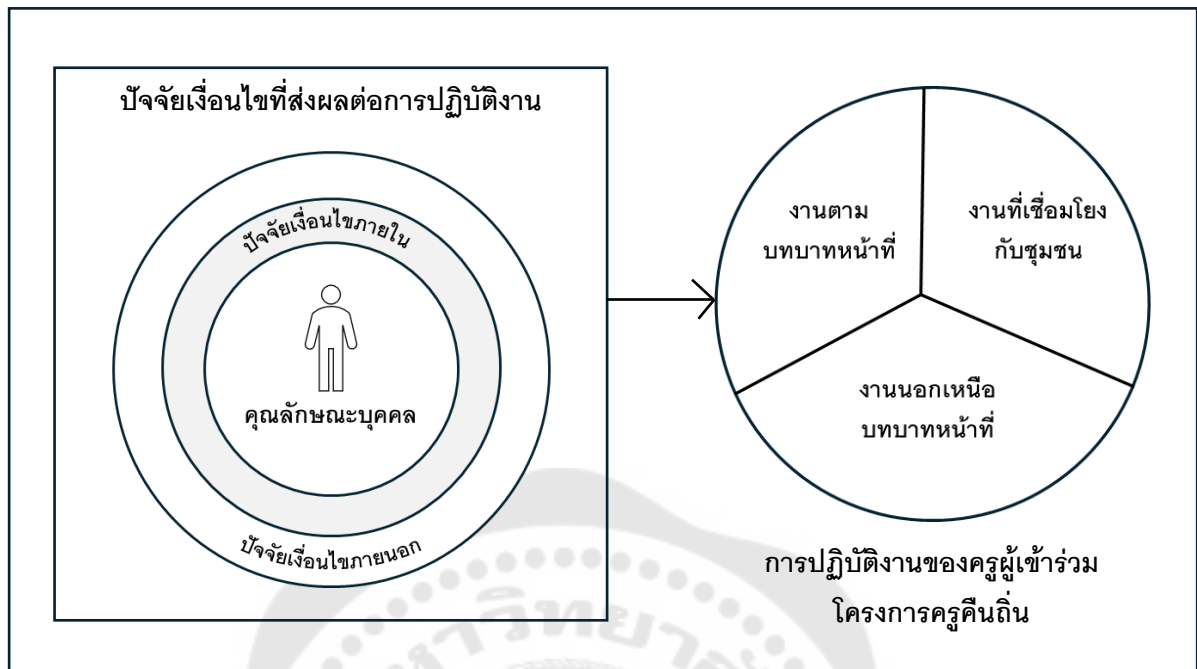 ปัจจัยเงื่อนไขที่ส่งผลต่อการปฏิบัติงาน
ปัจจัยเงื่อนไขภายใน
คุณลักษณะบุคคล
ปัจจัยเงื่อนไขภายนอก
งานตาม
บทบาทหน้าที่
งานที่เชื่อมโยง
กับชุมชน
งานนอกเหนือ
บทบาทหน้าที่
การปฏิบัติงานของครูผู้เข้าร่วม
โครงการครูคืนถิ่น